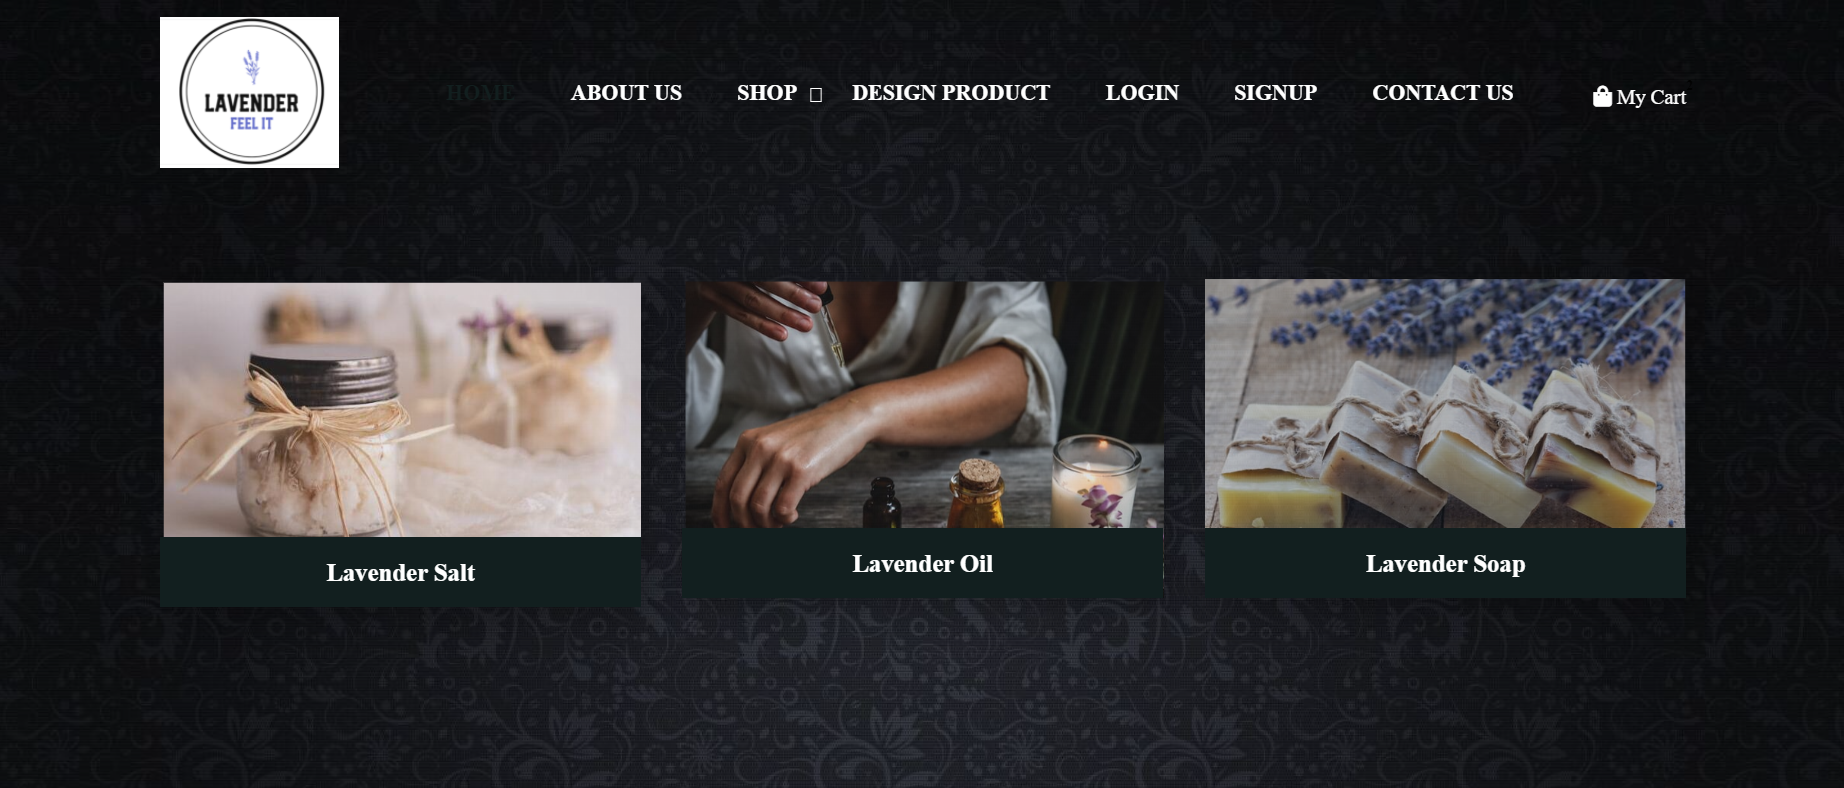 LAVENDER
FEEL IT
HOME
ABOUT US
SHOP
DESIGN PRODUCT
LOGIN
SIGNUP
CONTACT US
My Cart
Lavender Salt
Lavender Oil
Lavender Soap